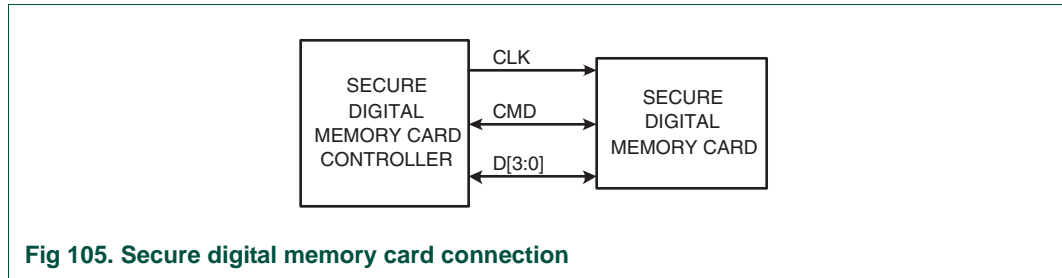 SECURE
DIGITAL
MEMORY CARD
CONTROLLER
CLK
CMD
D[3:0]
SECURE
DIGITAL
MEMORY CARD
Fig 105. Secure digital memory card connection